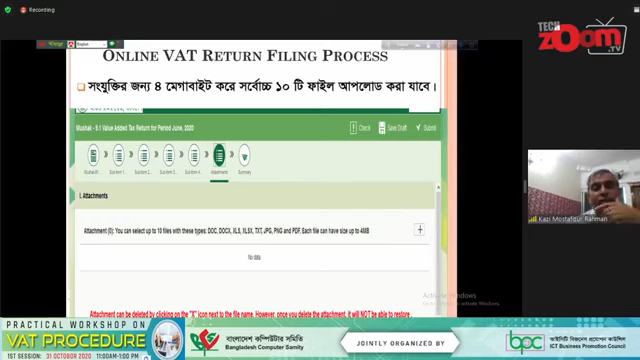 Recording
TECH
ZOOM.TV
English
ONLINE VAT RETURN FILING PROCESS
সংযুক্তির জন্য ৪ মেগাবাইট করে সর্বোচ্চ ১০ টি ফাইল আপলোড করা যাবে।
Mushak - 9.1 Value Added Tax Return for Period June, 2020
Check
Save Draft
Submit
Attachments
Summary
I. Attachments
Attachment (0): You can select up to 10 files with these types: DOC, DOCX, XLS, XLSX, TXT, JPG, PNG and PDF. Each file can have size up to 4MB
No data
Activate Windows
Attachment can be deleted by clicking on the "X" icon next to the file name. However, once you delete the attachment, it will NOT be able to restore .
Kazi Mostafizur Rahman
PRACTICAL WORKSHOP ON
VAT PROCEDURE
FIRST SESSION: 31 OCTOBER 2020 11:00AM-1:00 PM
বাংলাদেশ কম্পিউটার সমিতি
Bangladesh Computer Samity
JOINTLY ORGANIZED BY
bpc
আইসিটি বিজনেস প্রমোশন কাউন্সিল
ICT Business Promotion Council